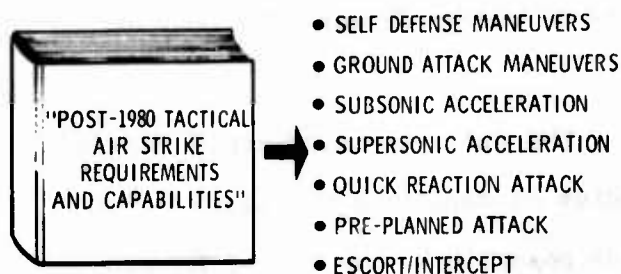 "POST-1980 TACTICAL
AIR STRIKE
REQUIREMENTS
AND CAPABILITIES"
• SELF DEFENSE MANEUVERS
• GROUND ATTACK MANEUVERS
• SUBSONIC ACCELERATION
• SUPERSONIC ACCELERATION
• QUICK REACTION ATTACK
• PRE-PLANNED ATTACK
• ESCORT/INTERCEPT